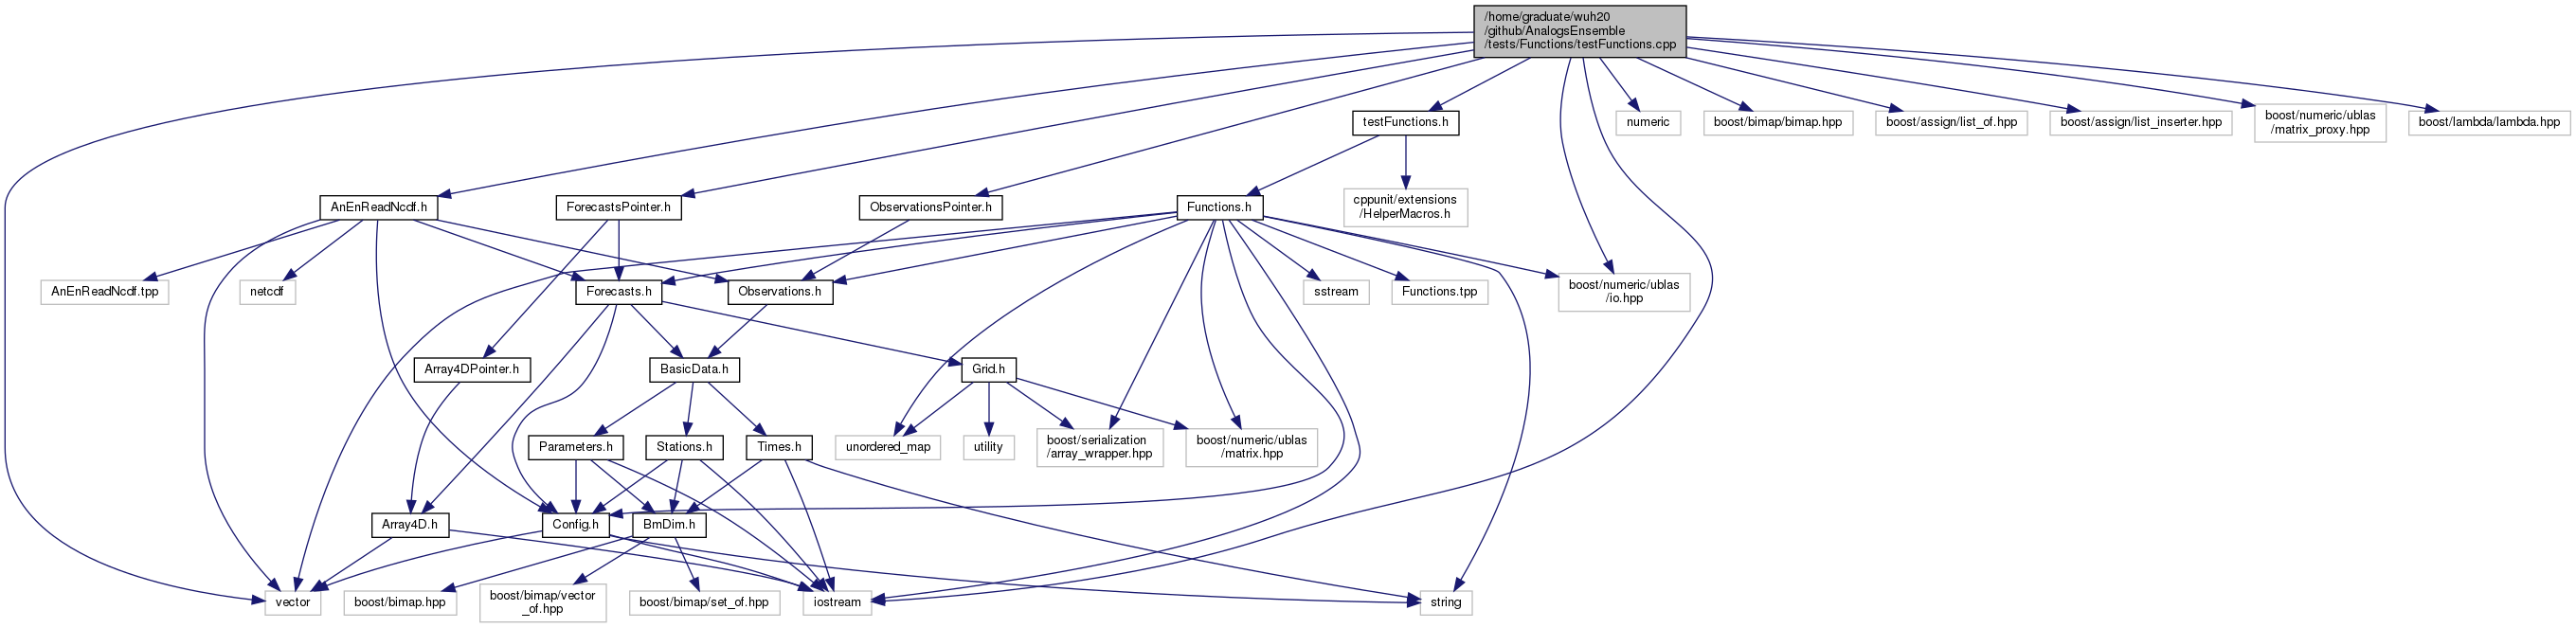 /home/graduate/wuh20
/github/AnalogsEnsemble
/tests/Functions/testFunctions.cpp
testFunctions.h
numeric
boost/bimap/bimap.hpp
boost/assign/list_of.hpp
boost/assign/list_inserter.hpp
boost/numeric/ublas
/matrix_proxy.hpp
boost/lambda/lambda.hpp
AnEnReadNcdf.h
ForecastsPointer.h
ObservationsPointer.h
Functions.h
cppunit/extensions
/HelperMacros.h
AnEnReadNcdf.tpp
netcdf
Forecasts.h
Observations.h
sstream
Functions.tpp
boost/numeric/ublas
/io.hpp
Array4DPointer.h
BasicData.h
Grid.h
Parameters.h
Stations.h
Times.h
unordered_map
utility
boost/serialization
/array_wrapper.hpp
boost/numeric/ublas
/matrix.hpp
Array4D.h
Config.h
BmDim.h
vector
boost/bimap.hpp
boost/bimap/vector
_of.hpp
boost/bimap/set_of.hpp
iostream
string